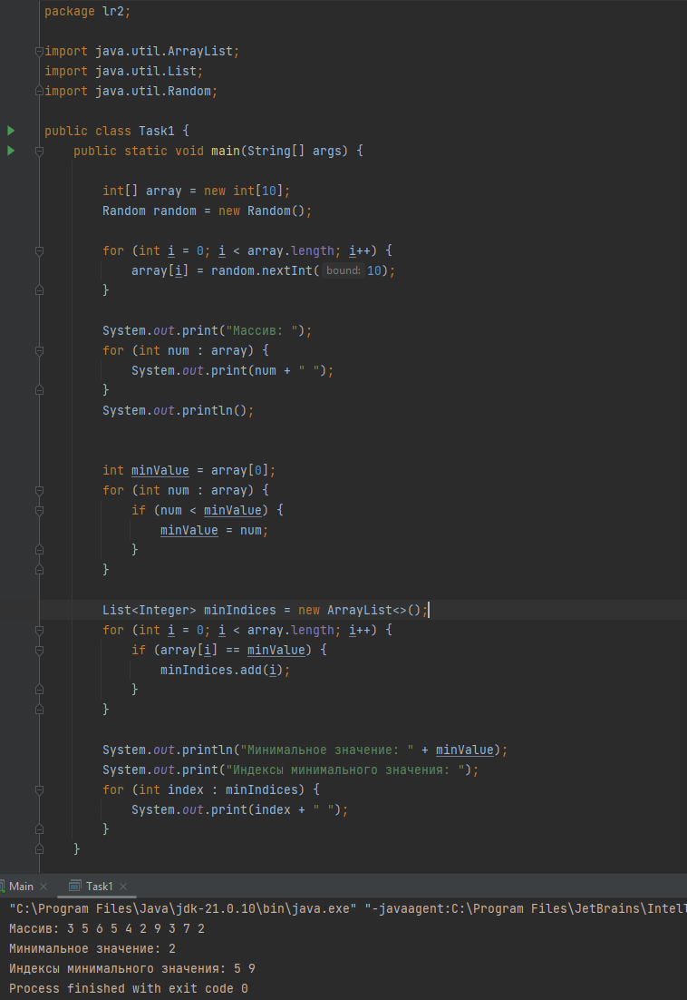 package lr2;
import java.util.ArrayList;
import java.util.List;
import java.util.Random;
public class Task1 {
public static void main(String[] args) {
int[] array = new int[10];
Random random = new Random();
for (int i = 0; i < array.length; i++) {
array[i] = random.nextInt( bound: 10);
}
System.out.print("Массив: ");
for (int num : array) {
System.out.print(num + " ");
}
System.out.println();
int minValue = array[0];
for (int num : array) {
if (num < minValue) {
minValue = num;
}
}
List<Integer> minIndices = new ArrayList<>();
for (int i = 0; i < array.length; i++) {
if (array[i] == minValue) {
minIndices.add(i);
}
}
System.out.println("Минимальное значение: " + minValue);
System.out.print("Индексы минимального значения: ");
for (int index : minIndices) {
System.out.print(index + " ");
}
}
Main × Task1 ×
"C:\Program Files\Java\jdk-21.0.10\bin\java.exe" "-javaagent:C:\Program Files\JetBrains\Intel
Массив: 3 5 6 5 4 2 9 3 7 2
Минимальное значение: 2
Индексы минимального значения: 5 9
Process finished with exit code 0